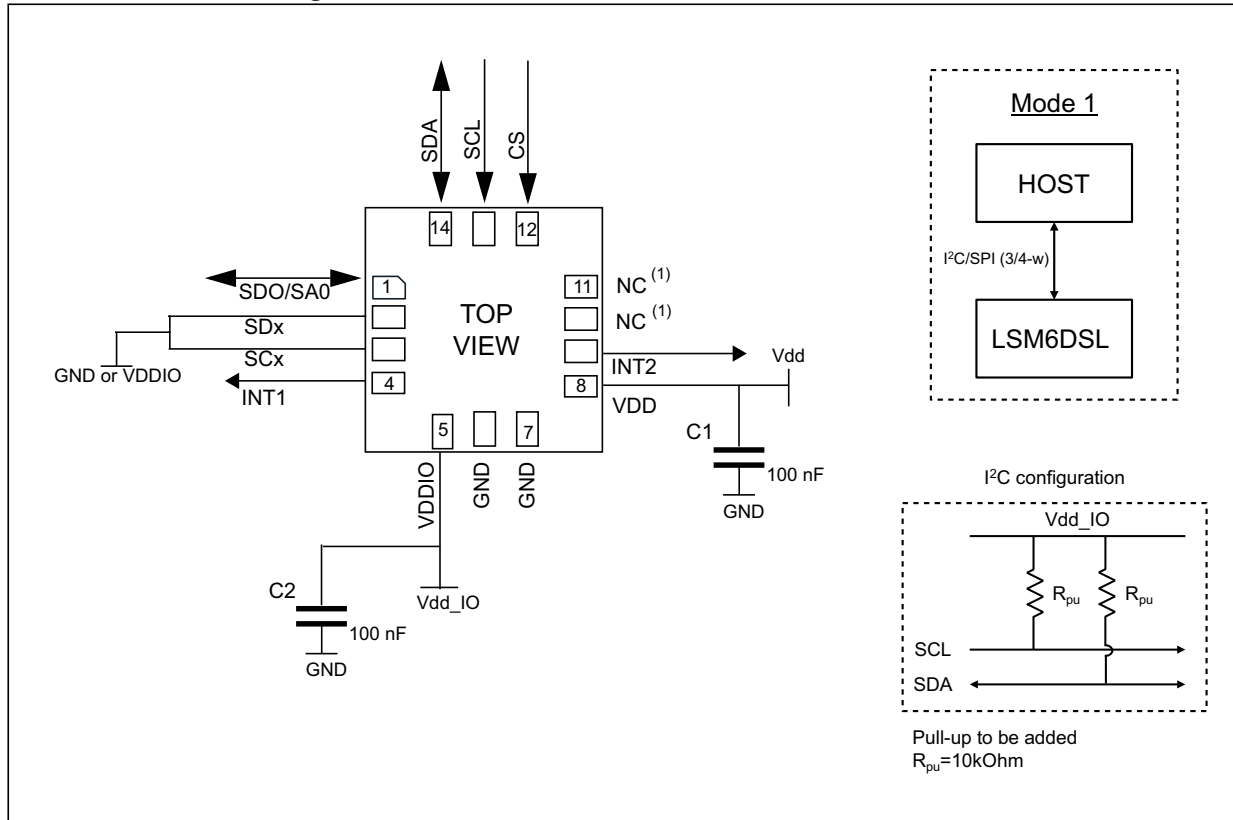 SDA
SCL
CS
14
12
1
SDO/SA0
SDx
SCx
GND or VDDIO
4
INT1
TOP
VIEW
11
NC (1)
NC (1)
INT2
Vdd
8
VDD
5
7
VDDIO
GND
GND
C1
100 nF
GND
C2
100 nF
GND
Vdd_IO
Mode 1
HOST
I²C/SPI (3/4-w)
LSM6DSL
I²C configuration
Vdd_IO
Rpu
Rpu
SCL
SDA
Pull-up to be added
Rpu=10kOhm